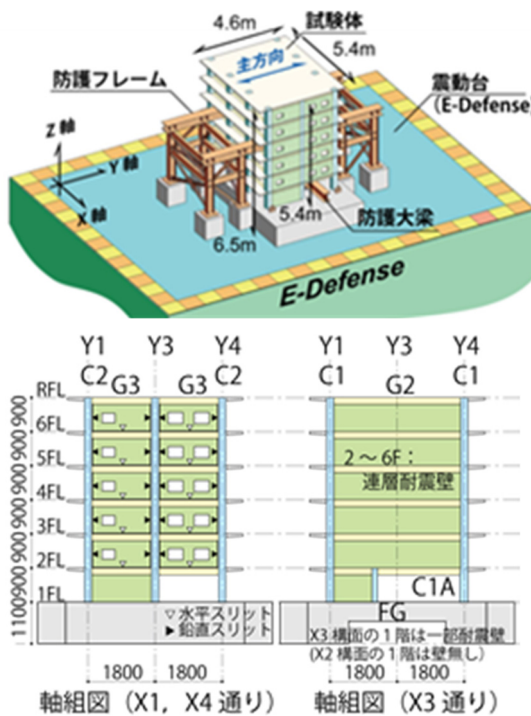 4.6m
試験体
5.4m
主方向
防護フレーム
震動台
(E-Defense)
Z 軸
Y 軸
X 軸
5.4m
防護大梁
6.5m
E-Defense
Y1 Y3 Y4
C2 G3 G3 C2
RFL
6FL
5FL
4FL
3FL
2FL
1FL
1100 900 900 900 900 900
▽水平スリット
▶鉛直スリット
1800 1800
軸組図（X1，X4 通り）
Y1 Y3 Y4
C1 G2 C1
2 ～ 6F：
連層耐震壁
C1A
FG
X3 構面の1 階は一部耐震壁
(X2 構面の1 階は壁無し)
1800 1800
軸組図（X3 通り）